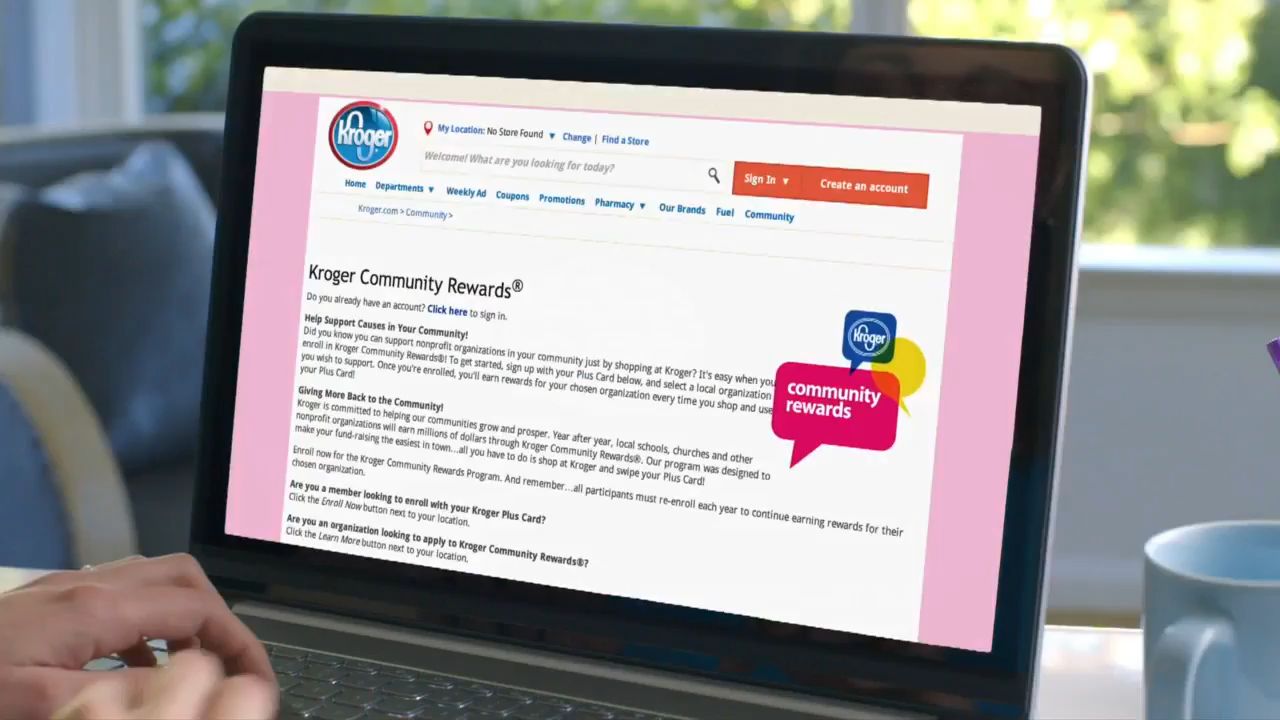 Kroger
My Location: No Store Found ▼ Change | Find a Store
Welcome! What are you looking for today?
Sign In ▼ Create an account
Home Departments ▼ Weekly Ad Coupons Promotions Pharmacy ▼ Our Brands Fuel Community
Kroger.com > Community >
Kroger Community Rewards®
Do you already have an account? Click here to sign in.
Help Support Causes in Your Community!
Did you know you can support nonprofit organizations in your community just by shopping at Kroger? It's easy when you
enroll in Kroger Community Rewards®! To get started, sign up with your Plus Card below, and select a local organization
you wish to support. Once you're enrolled, you'll earn rewards for your chosen organization every time you shop and use
your Plus Card!
Kroger
community
rewards
Giving More Back to the Community!
Kroger is committed to helping our communities grow and prosper. Year after year, local schools, churches and other
nonprofit organizations will earn millions of dollars through Kroger Community Rewards®. Our program was designed to
make your fund-raising the easiest in town...all you have to do is shop at Kroger and swipe your Plus Card!
Enroll now for the Kroger Community Rewards Program. And remember...all participants must re-enroll each year to continue earning rewards for their
chosen organization.
Are you a member looking to enroll with your Kroger Plus Card?
Click the Enroll Now button next to your location.
Are you an organization looking to apply to Kroger Community Rewards®?
Click the Learn More button next to your location.